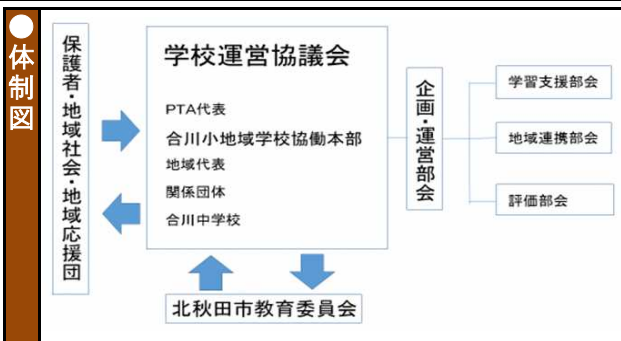 ●体制図
保護者・地域社会・地域応援団
学校運営協議会
PTA代表
合川小地域学校協働本部
地域代表
関係団体
合川中学校
企画・運営部会
学習支援部会
地域連携部会
評価部会
北秋田市教育委員会